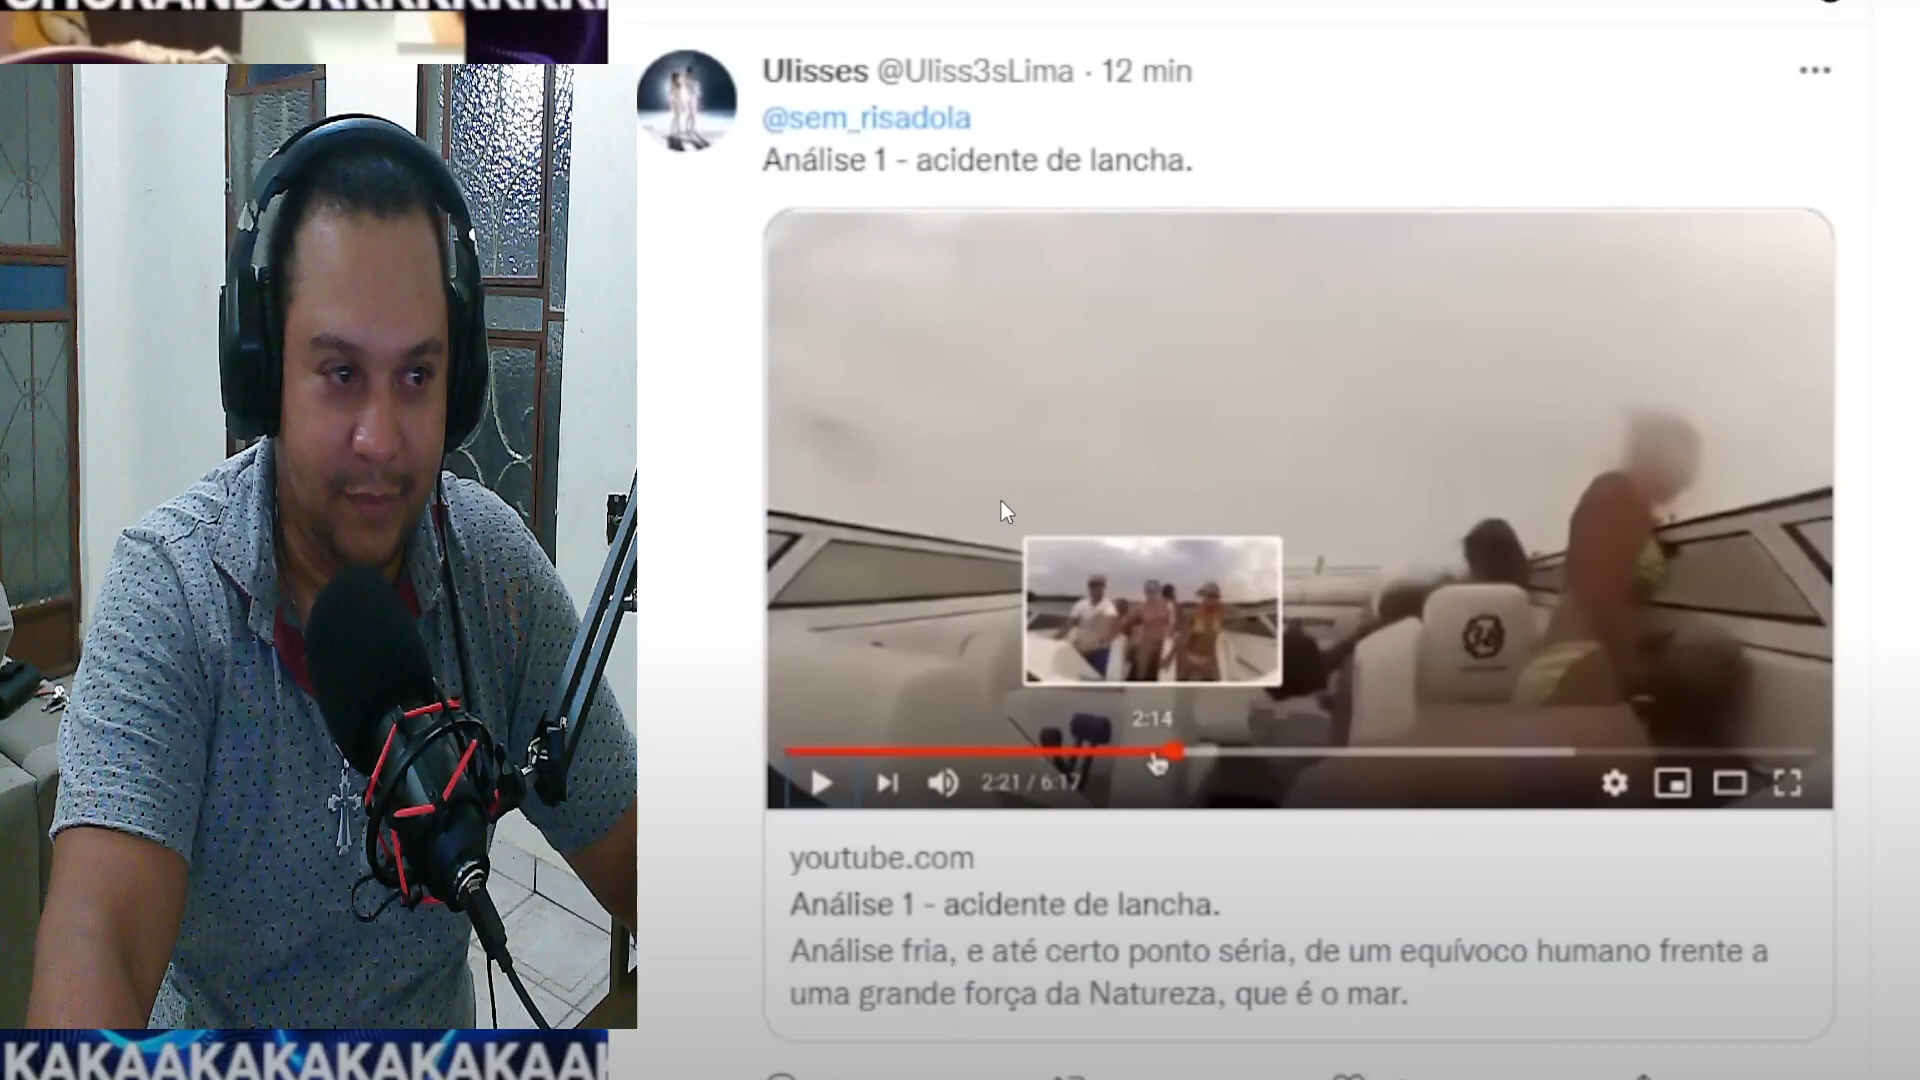 Ulisses @Uliss3sLima · 12 min
@sem_risadola
Análise 1 - acidente de lancha.
2:14
2:21 / 6:17
youtube.com
Análise 1 - acidente de lancha.
Análise fria, e até certo ponto séria, de um equívoco humano frente a
uma grande força da Natureza, que é o mar.
KAKAAKAKAKAKAKAA